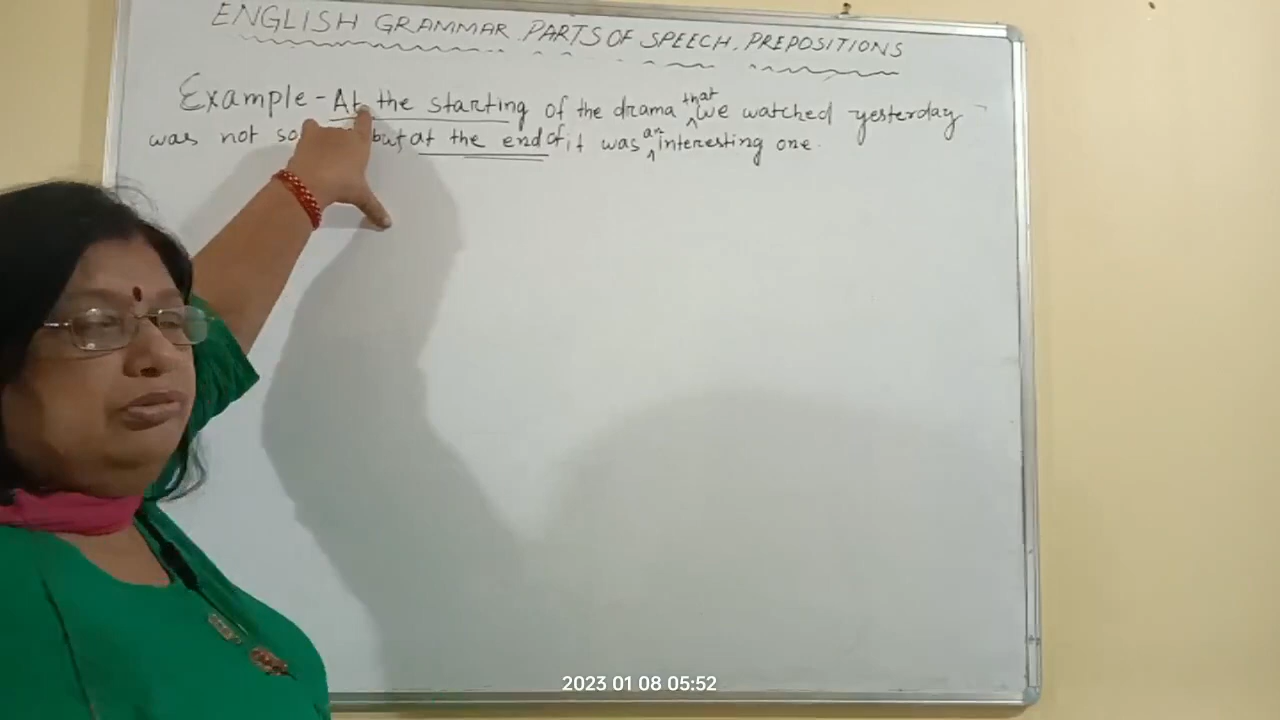 ENGLISH GRAMMAR PARTS OF SPEECH, PREPOSITIONS
Example - At the starting of the drama that we watched yesterday
was not so but at the end of it was an interesting one.
2023 01 08 05:52